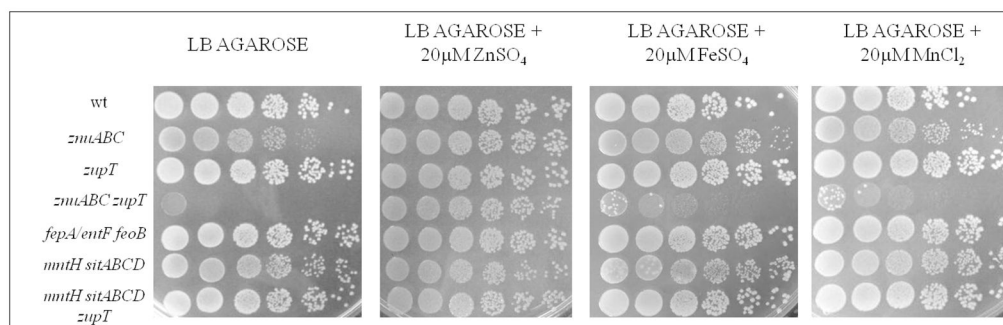 LB AGAROSE
LB AGAROSE +
20µM ZnSO₄
LB AGAROSE +
20µM FeSO₄
LB AGAROSE +
20µM MnCl₂
wt
znuABC
zupT
znuABC zupT
fepA/entF feoB
mntH sitABCD
mntH sitABCD
zupT